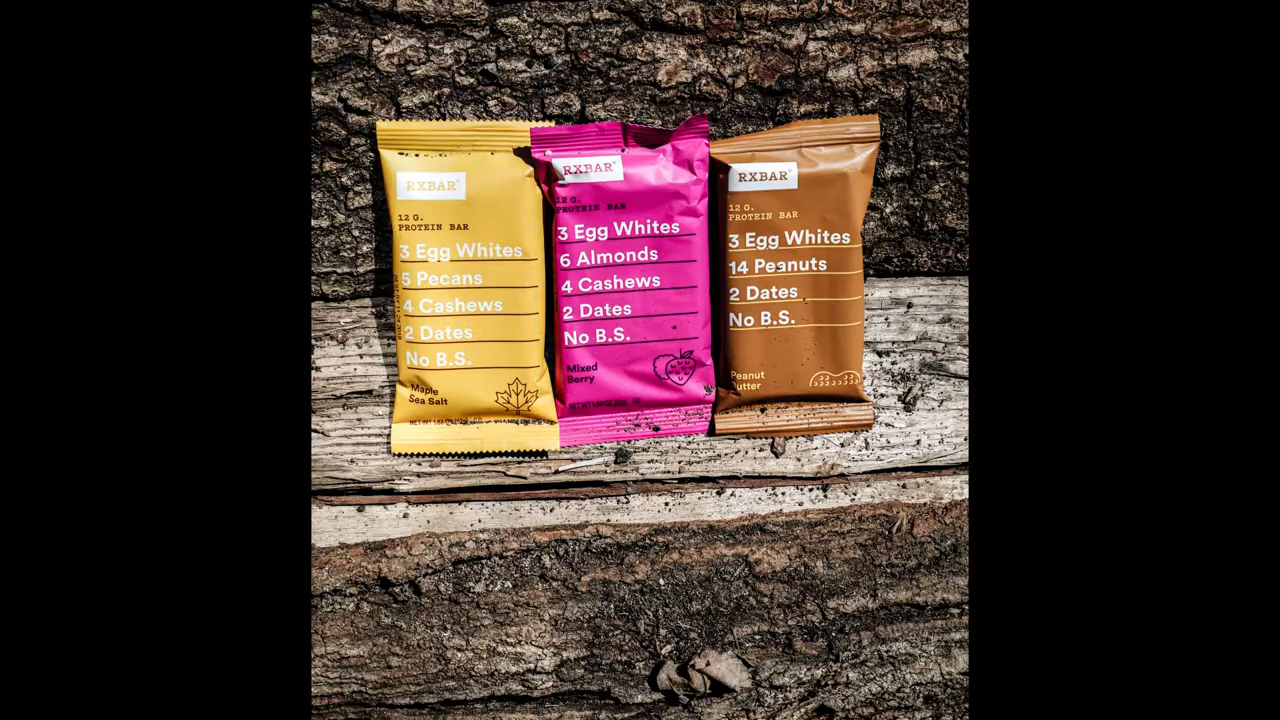 RXBAR®
12 G.
PROTEIN BAR
3 Egg Whites
5 Pecans
4 Cashews
2 Dates
No B.S.
Maple
Sea Salt
RXBAR®
12 G.
PROTEIN BAR
3 Egg Whites
6 Almonds
4 Cashews
2 Dates
No B.S.
Mixed
Berry
RXBAR®
12 G.
PROTEIN BAR
3 Egg Whites
14 Peanuts
2 Dates
No B.S.
Peanut
Butter